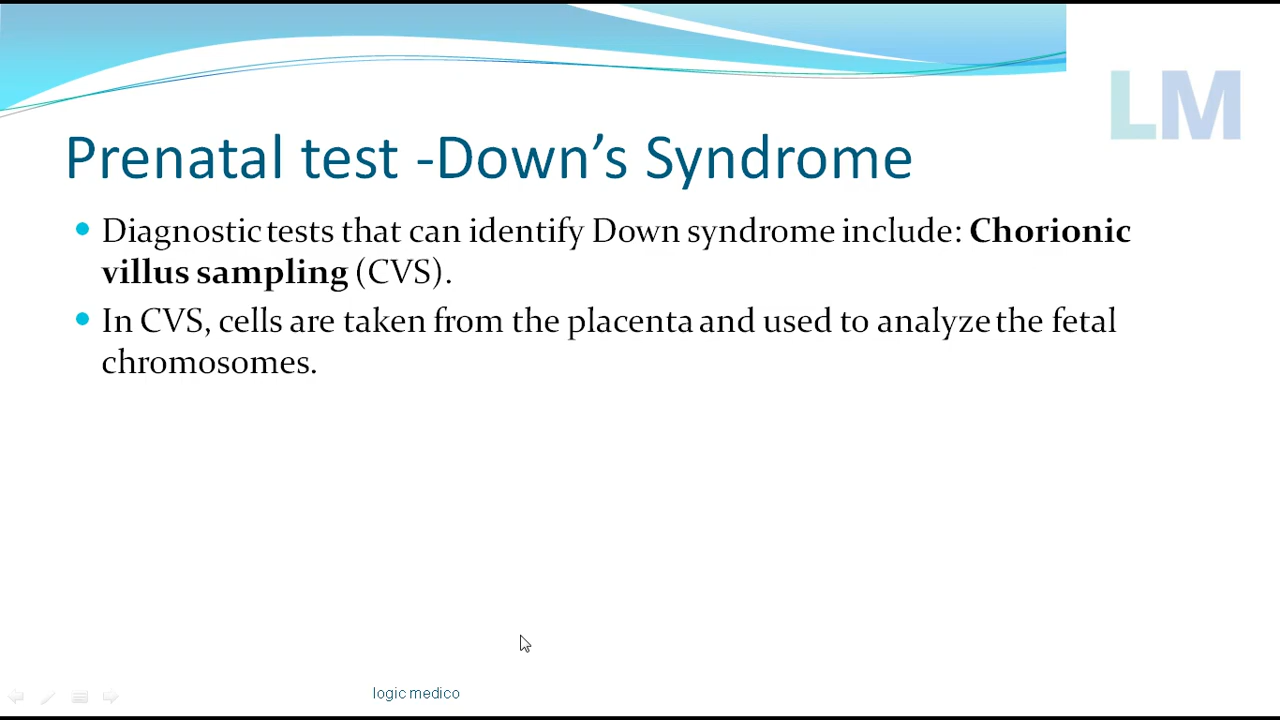 LM
Prenatal test -Down’s Syndrome
• Diagnostic tests that can identify Down syndrome include: Chorionic
villus sampling (CVS).
• In CVS, cells are taken from the placenta and used to analyze the fetal
chromosomes.
logic medico